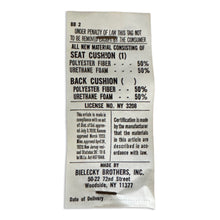 BB 2
UNDER PENALTY OF LAW THIS TAG NOT
TO BE REMOVED EXCEPT BY THE CONSUMER
ALL NEW MATERIAL CONSISTING OF
SEAT CUSHION (1)
POLYESTER FIBER - 50%
URETHANE FOAM - 50%
BACK CUSHION ( )
POLYESTER FIBER - 50%
URETHANE FOAM - 50%
LICENSE NO. NY 3208
Certification is made
by the manufacturer
that the materials in
this article are
described in
accordance with law.
MADE BY
BIELECKY BROTHERS, INC.
50-22 72nd Street
Woodside, NY 11377
Date of Delivery